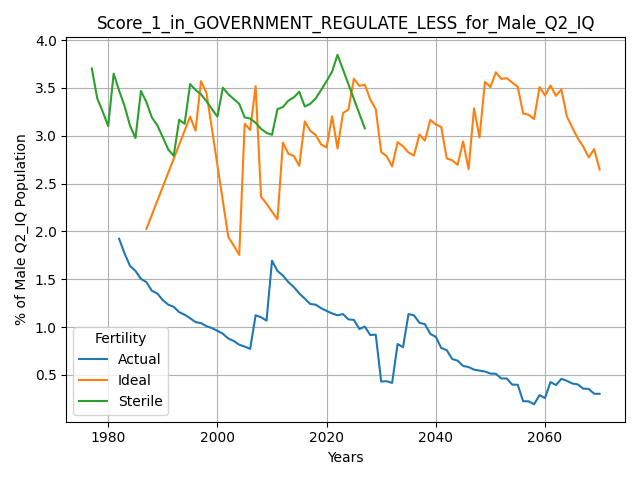 Score_1_in_GOVERNMENT_REGULATE_LESS_for_Male_Q2_IQ
% of Male Q2_IQ Population
4.0
3.5
3.0
2.5
2.0
1.5
1.0
0.5
Fertility
Actual
Ideal
Sterile
1980 2000 2020 2040 2060
Years